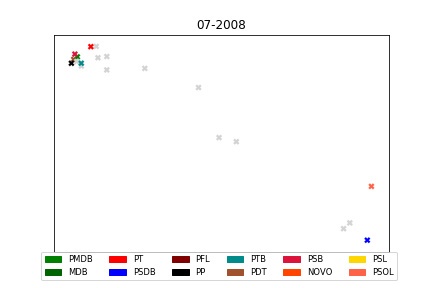 07-2008
PMDB PT PFL PTB PSB PSL
MDB PSDB PP PDT NOVO PSOL